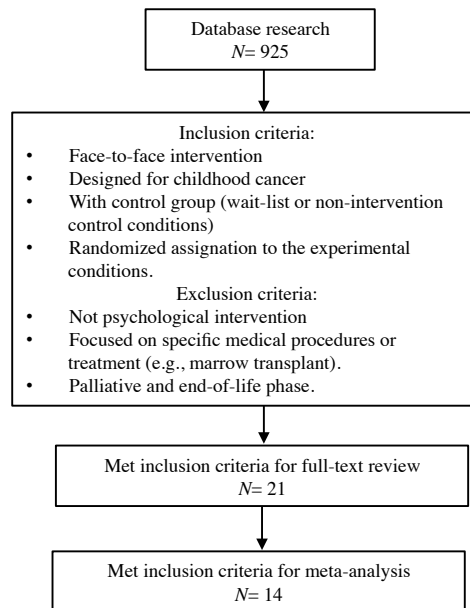 Database research
N= 925
Inclusion criteria:
• Face-to-face intervention
• Designed for childhood cancer
• With control group (wait-list or non-intervention
control conditions)
• Randomized assignation to the experimental
conditions.
Exclusion criteria:
• Not psychological intervention
• Focused on specific medical procedures or
treatment (e.g., marrow transplant).
• Palliative and end-of-life phase.
Met inclusion criteria for full-text review
N= 21
Met inclusion criteria for meta-analysis
N= 14